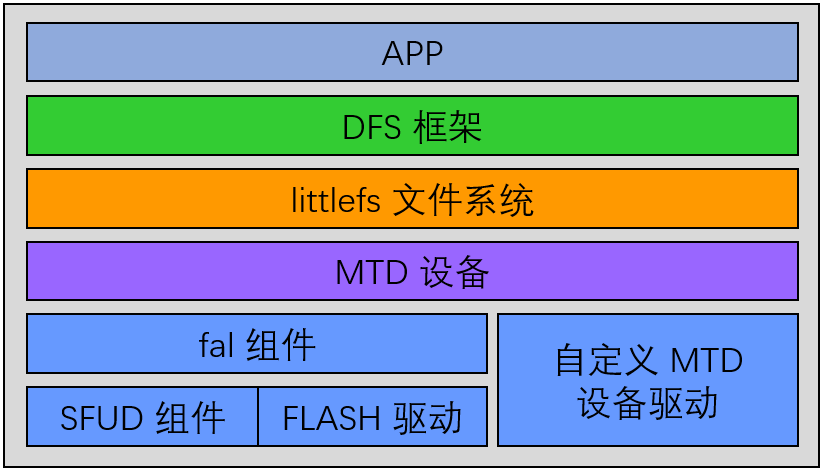 APP
DFS 框架
littlefs 文件系统
MTD 设备
fal 组件
自定义 MTD
设备驱动
SFUD 组件
FLASH 驱动